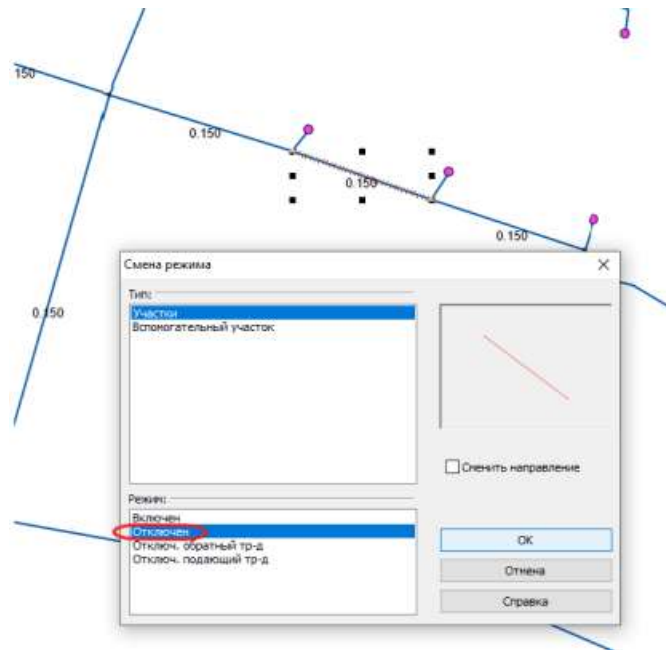 150
0.150
0.150
0.150
0.150
Смена режима
Тип:
Участки
Вспомогательный участок
Сменить направление
Режим:
Включен
Отключен
Отключ. обратный тр-д
Отключ. подающий тр-д
ОК
Отмена
Справка